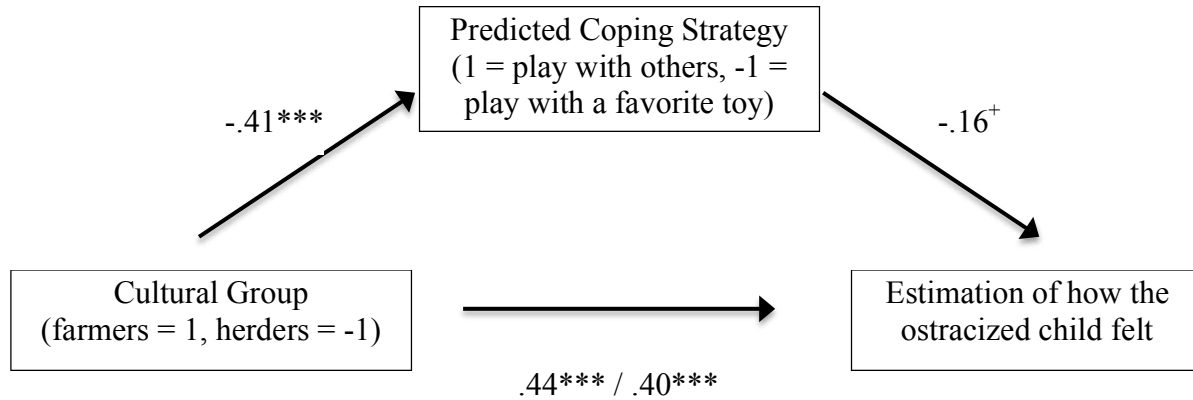 Predicted Coping Strategy
(1 = play with others, -1 =
play with a favorite toy)
-.41***
-.16⁺
Cultural Group
(farmers = 1, herders = -1)
Estimation of how the
ostracized child felt
.44*** / .40***